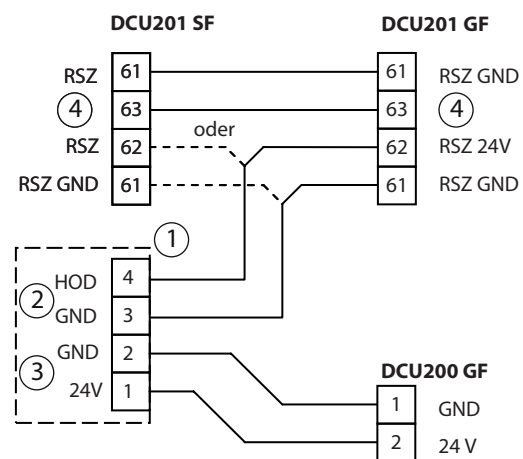 DCU201 SF
DCU201 GF
RSZ 61 61 RSZ GND
4 63 63 4
oder
RSZ 62 62 RSZ 24V
RSZ GND 61 61 RSZ GND
1
HOD 4
2
GND 3
GND 2
3
24V 1
DCU200 GF
1 GND
2 24 V